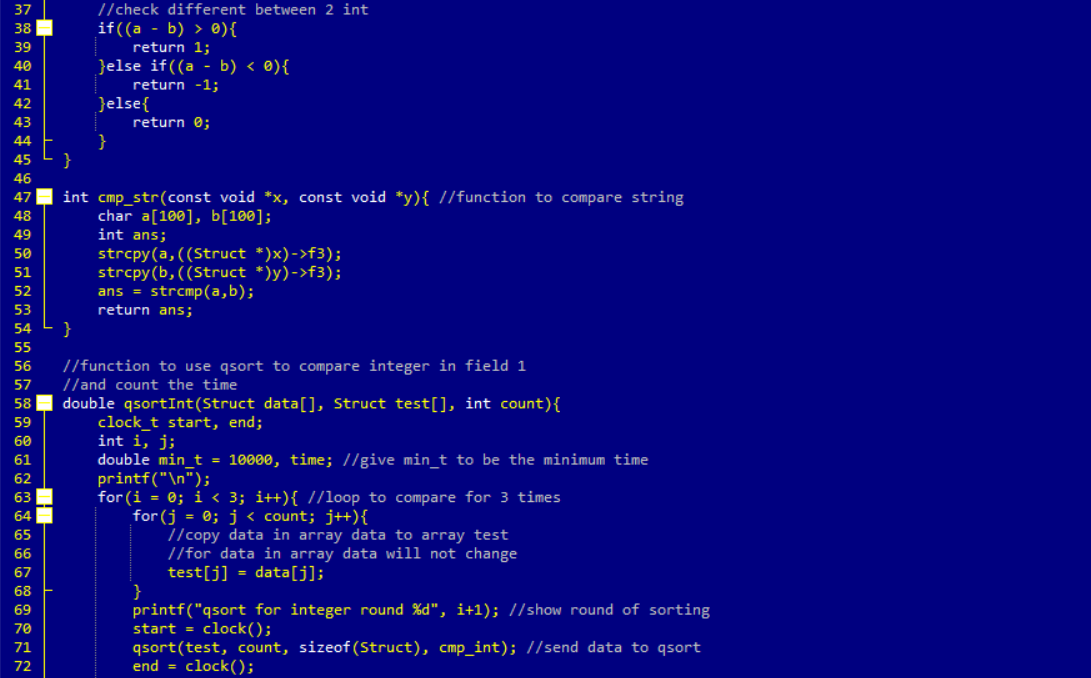 37 //check different between 2 int
38 if((a - b) > 0){
39 return 1;
40 }else if((a - b) < 0){
41 return -1;
42 }else{
43 return 0;
44 }
45 }
46
47 int cmp_str(const void *x, const void *y){ //function to compare string
48 char a[100], b[100];
49 int ans;
50 strcpy(a,((Struct *)x)->f3);
51 strcpy(b,((Struct *)y)->f3);
52 ans = strcmp(a,b);
53 return ans;
54 }
55
56 //function to use qsort to compare integer in field 1
57 //and count the time
58 double qsortInt(Struct data[], Struct test[], int count){
59 clock_t start, end;
60 int i, j;
61 double min_t = 10000, time; //give min_t to be the minimum time
62 printf("\n");
63 for(i = 0; i < 3; i++){ //loop to compare for 3 times
64 for(j = 0; j < count; j++){
65 //copy data in array data to array test
66 //for data in array data will not change
67 test[j] = data[j];
68 }
69 printf("qsort for integer round %d", i+1); //show round of sorting
70 start = clock();
71 qsort(test, count, sizeof(Struct), cmp_int); //send data to qsort
72 end = clock();